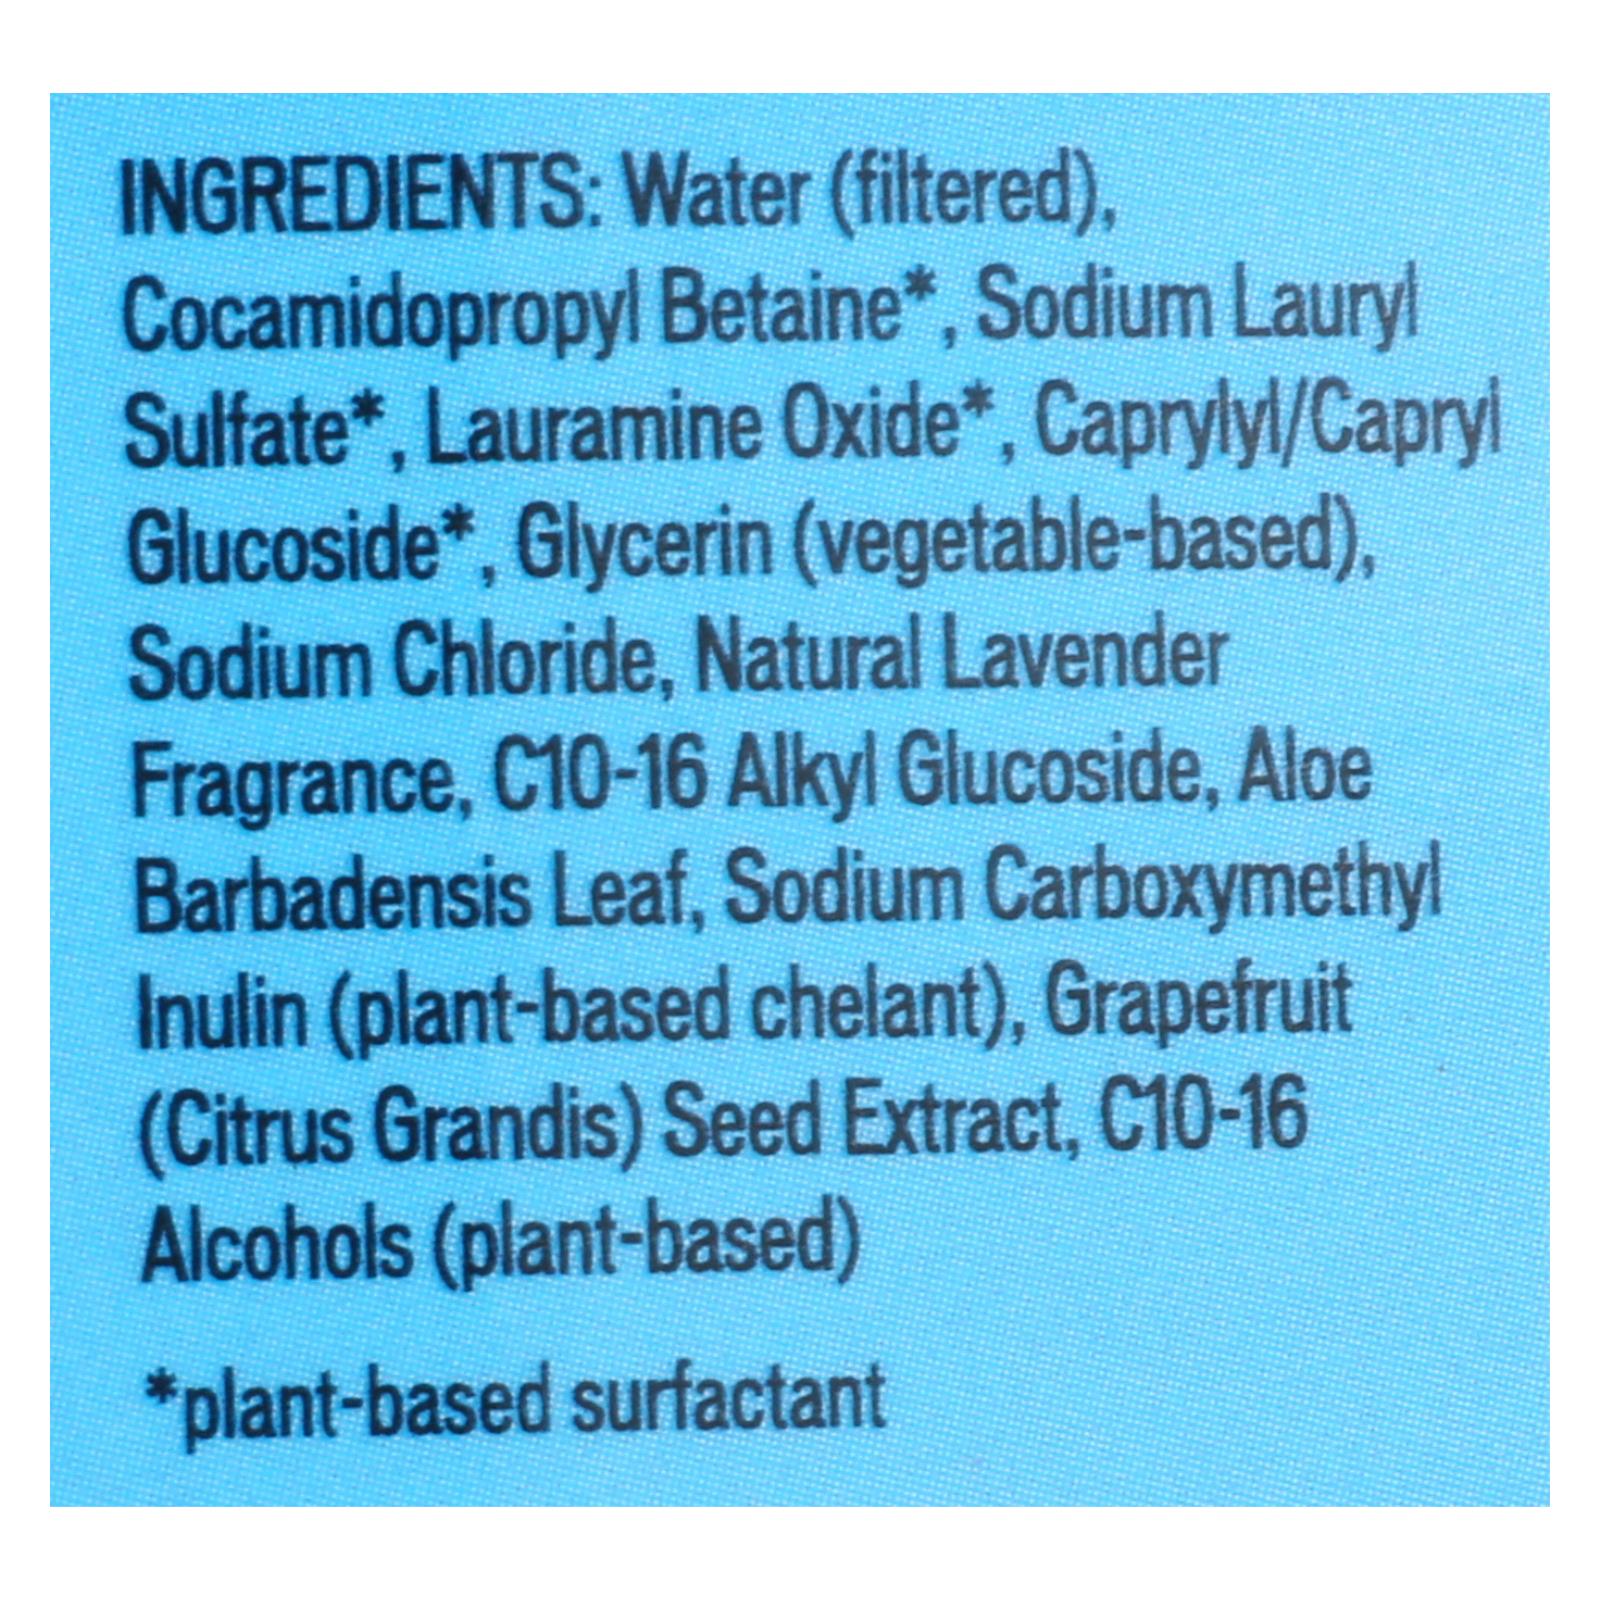 INGREDIENTS: Water (filtered),
Cocamidopropyl Betaine*, Sodium Lauryl
Sulfate*, Lauramine Oxide*, Caprylyl/Capryl
Glucoside*, Glycerin (vegetable-based),
Sodium Chloride, Natural Lavender
Fragrance, C10-16 Alkyl Glucoside, Aloe
Barbadensis Leaf, Sodium Carboxymethyl
Inulin (plant-based chelant), Grapefruit
(Citrus Grandis) Seed Extract, C10-16
Alcohols (plant-based)
*plant-based surfactant